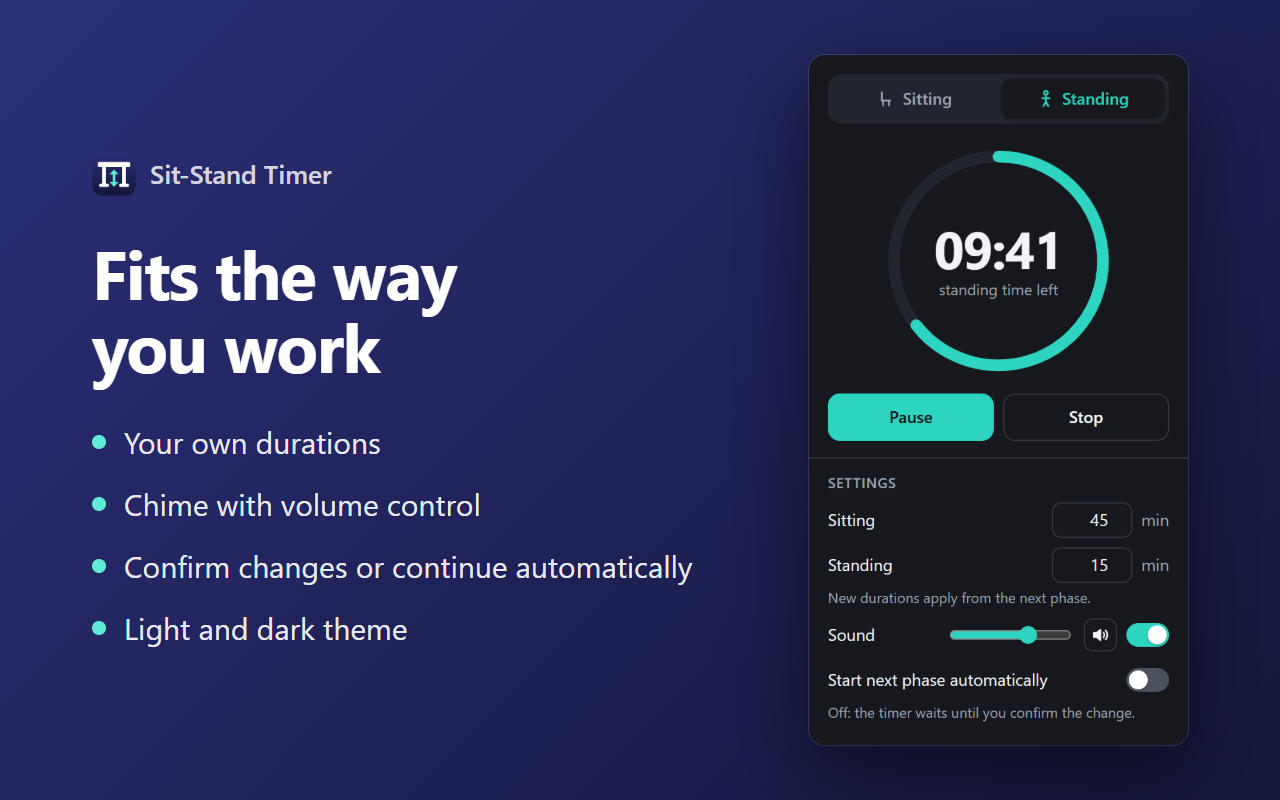 Sit-Stand Timer
Fits the way
you work
Your own durations
Chime with volume control
Confirm changes or continue automatically
Light and dark theme
Sitting
Standing
09:41
standing time left
Pause
Stop
SETTINGS
Sitting 45 min
Standing 15 min
New durations apply from the next phase.
Sound
Start next phase automatically
Off: the timer waits until you confirm the change.